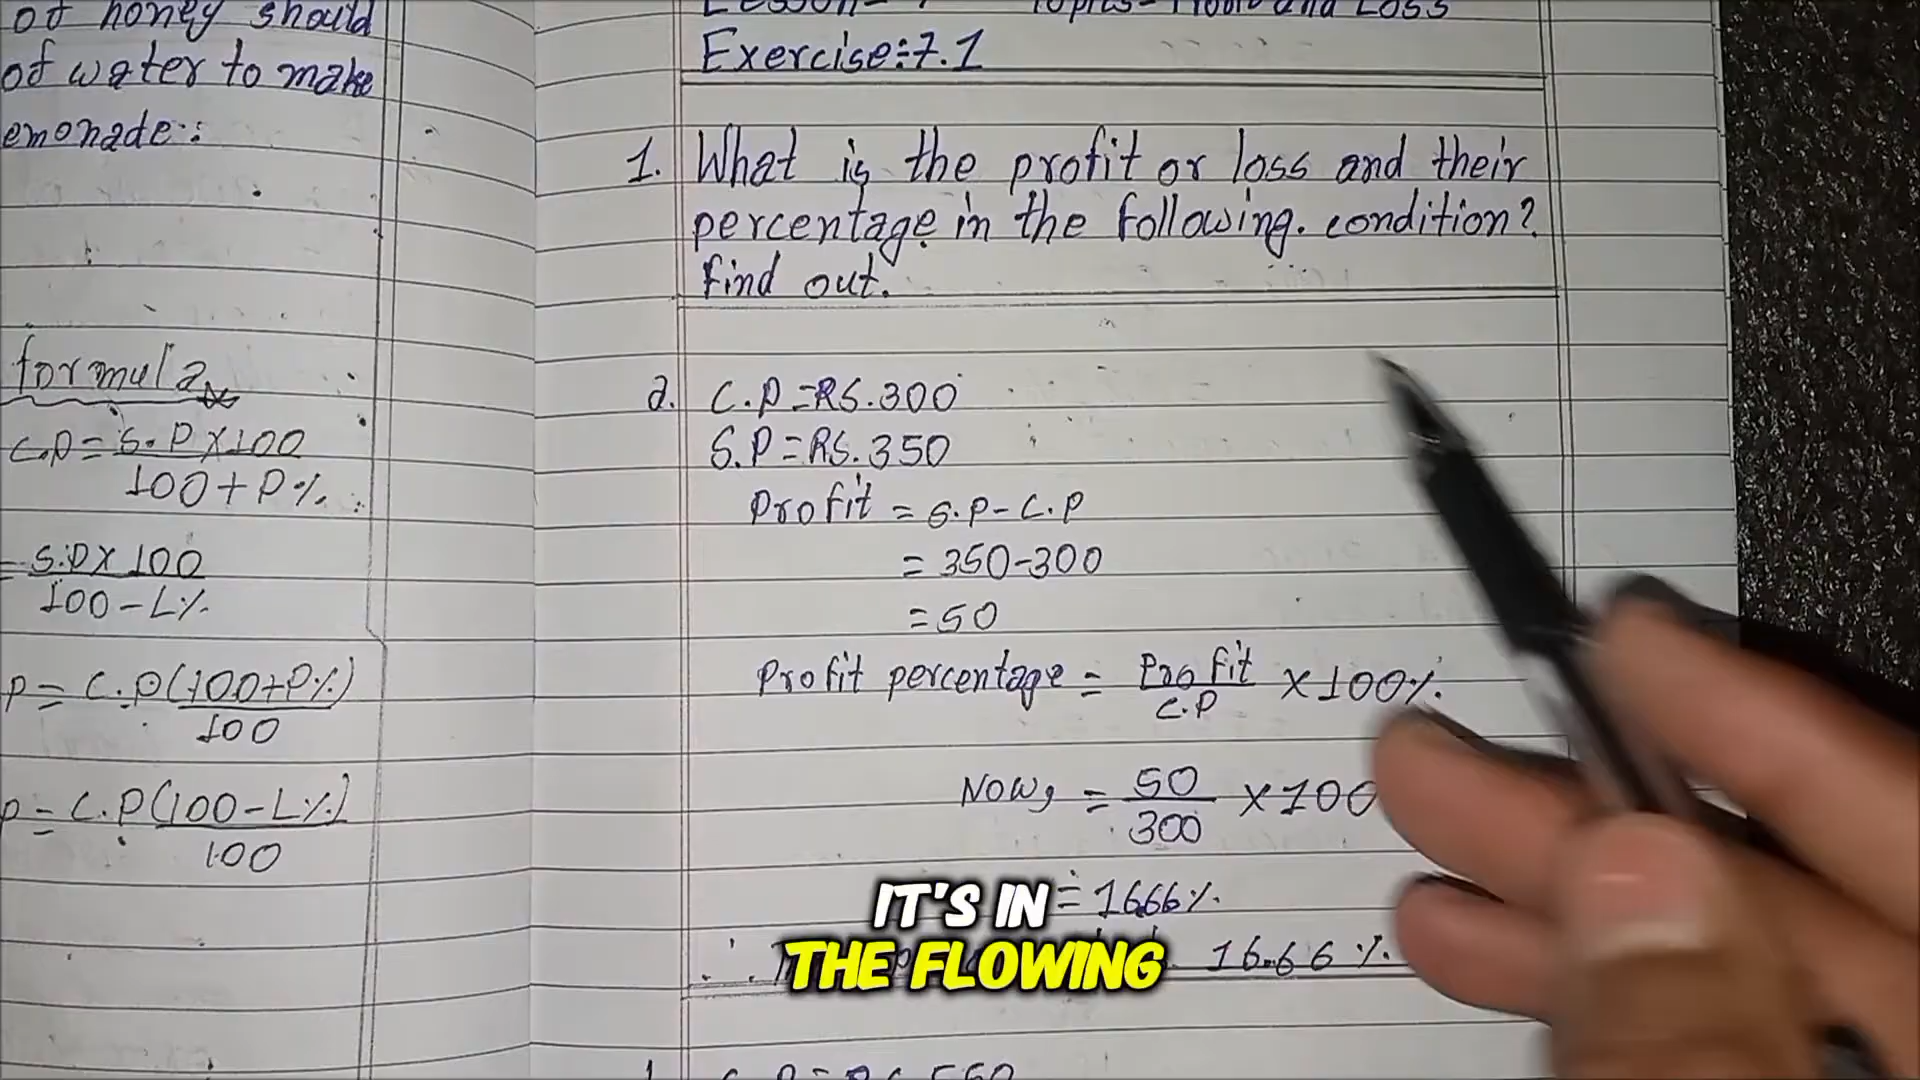 of honey should
of water to make
emonade:
formula
C.P = S.P X 100
100 + P%
= S.P X 100
100 - L%
P = C.P (100+P%)
100
P = C.P (100 - L%)
100
Exercise:7.1
1. What is the profit or loss and their
percentage in the following. condition?
find out.
a. C.P = RS.300
S.P = RS.350
Profit = S.P - C.P
= 350-300
= 50
Profit percentage = Profit X 100%
C.P
Now, = 50 X 100
300
= 16.66%
16.66%
IT'S IN
THE FLOWING